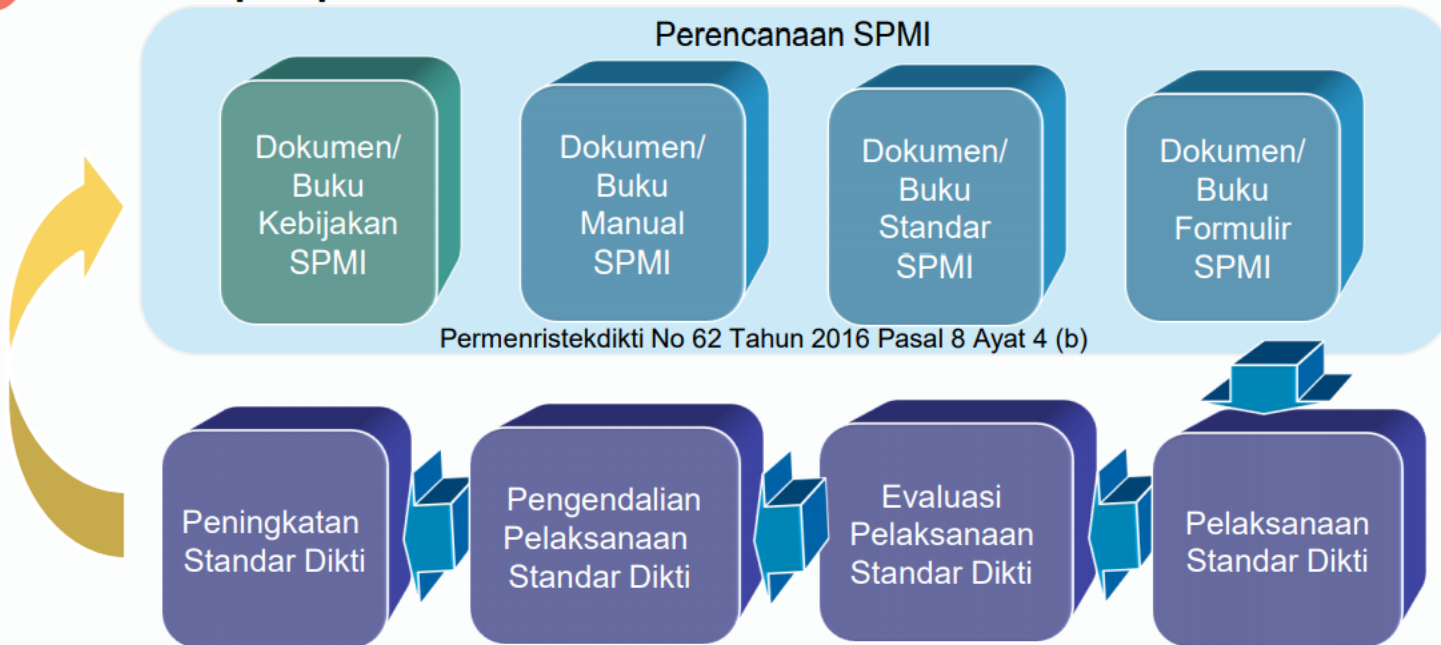 Perencanaan SPMI
Dokumen/
Buku
Kebijakan
SPMI
Dokumen/
Buku
Manual
SPMI
Dokumen/
Buku
Standar
SPMI
Dokumen/
Buku
Formulir
SPMI
Permenristekdikti No 62 Tahun 2016 Pasal 8 Ayat 4 (b)
Peningkatan
Standar Dikti
Pengendalian
Pelaksanaan
Standar Dikti
Evaluasi
Pelaksanaan
Standar Dikti
Pelaksanaan
Standar Dikti